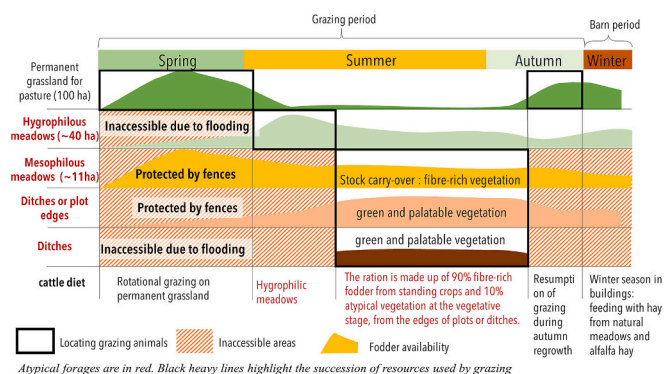 Grazing period
Barn period
Spring
Summer
Autumn
Winter
Permanent
grassland for
pasture (100 ha)
Hygrophilous
meadows (~40 ha)
Inaccessible due to flooding
Mesophilous
meadows (~11ha)
Protected by fences
Stock carry-over : fibre-rich vegetation
Ditches or plot
edges
Protected by fences
green and palatable vegetation
Ditches
Inaccessible due to flooding
green and palatable vegetation
cattle diet
Rotational grazing on
permanent grassland
Hygrophilic
meadows
The ration is made up of 90% fibre-rich
fodder from standing crops and 10%
atypical vegetation at the vegetative
stage, from the edges of plots or ditches.
Resumpti
on of
grazing
during
autumn
regrowth
Winter season in
buildings:
feeding with hay
from natural
meadows and
alfalfa hay
Locating grazing animals
Inaccessible areas
Fodder availability
Atypical forages are in red. Black heavy lines highlight the succession of resources used by grazing